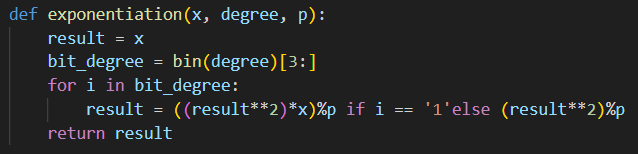 def exponentiation(x, degree, p):
    result = x
    bit_degree = bin(degree)[3:]
    for i in bit_degree:
        result = ((result**2)*x)%p if i == '1'else (result**2)%p
    return result